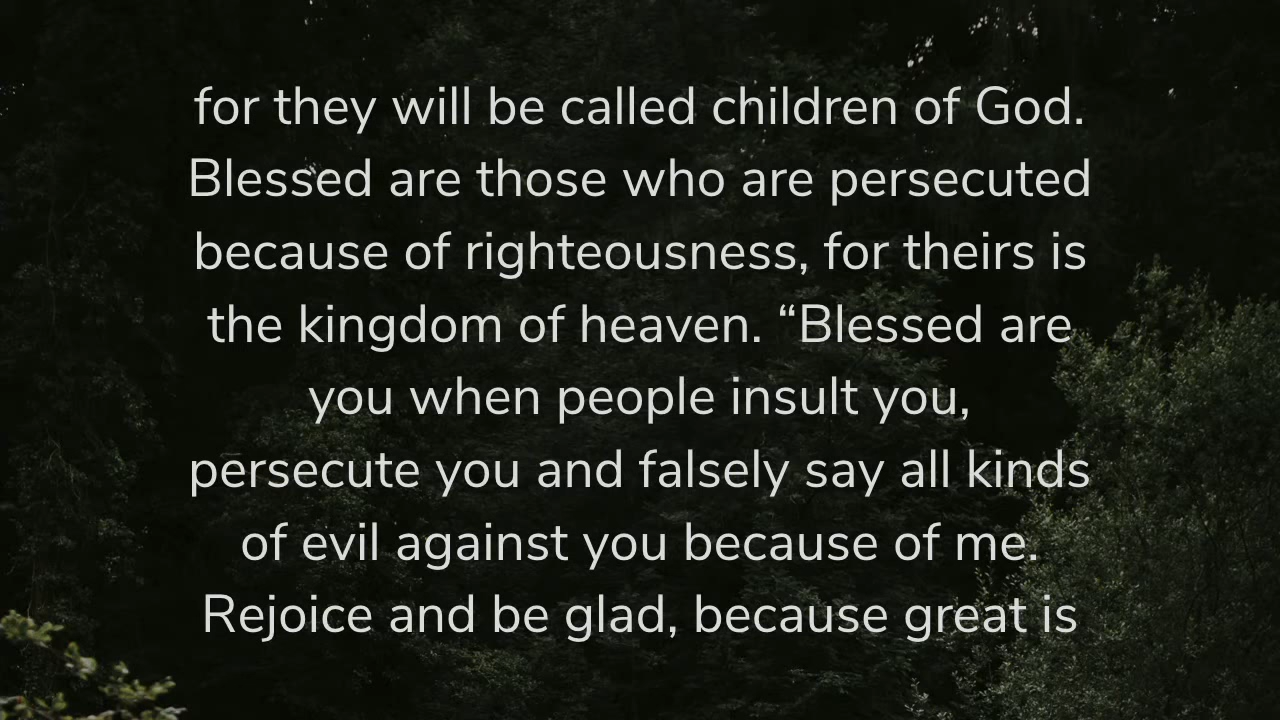 for they will be called children of God.
Blessed are those who are persecuted
because of righteousness, for theirs is
the kingdom of heaven. “Blessed are
you when people insult you,
persecute you and falsely say all kinds
of evil against you because of me.
Rejoice and be glad, because great is